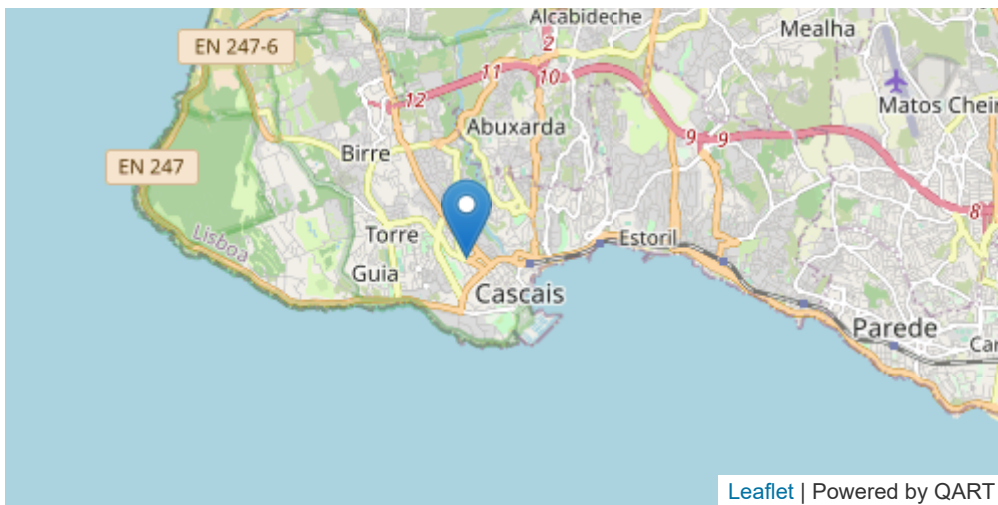 Alcabideche
Mealha
EN 247-6
2
11
10
12
Matos Chei
Abuxarda
9
9
Birre
EN 247
8
Lisboa
Torre
Estoril
Guia
Cascais
Parede
Car
Leaflet | Powered by QART